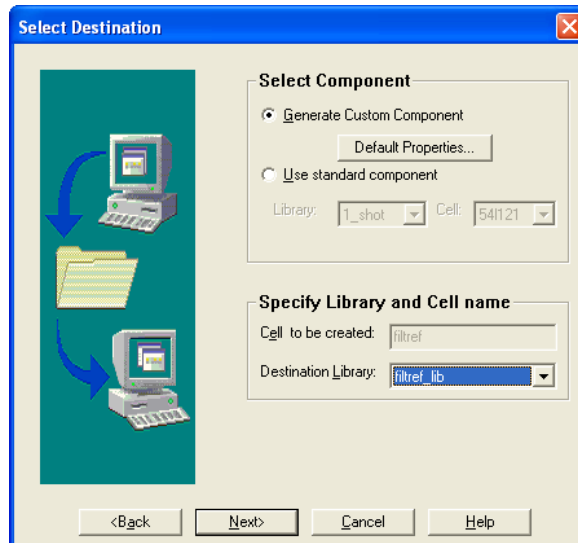 Select Destination
Select Component
Generate Custom Component
Default Properties...
Use standard component
Library: 1_shot Cell: 54l121
Specify Library and Cell name
Cell to be created: filtref
Destination Library: filtref_lib
<Back Next> Cancel Help